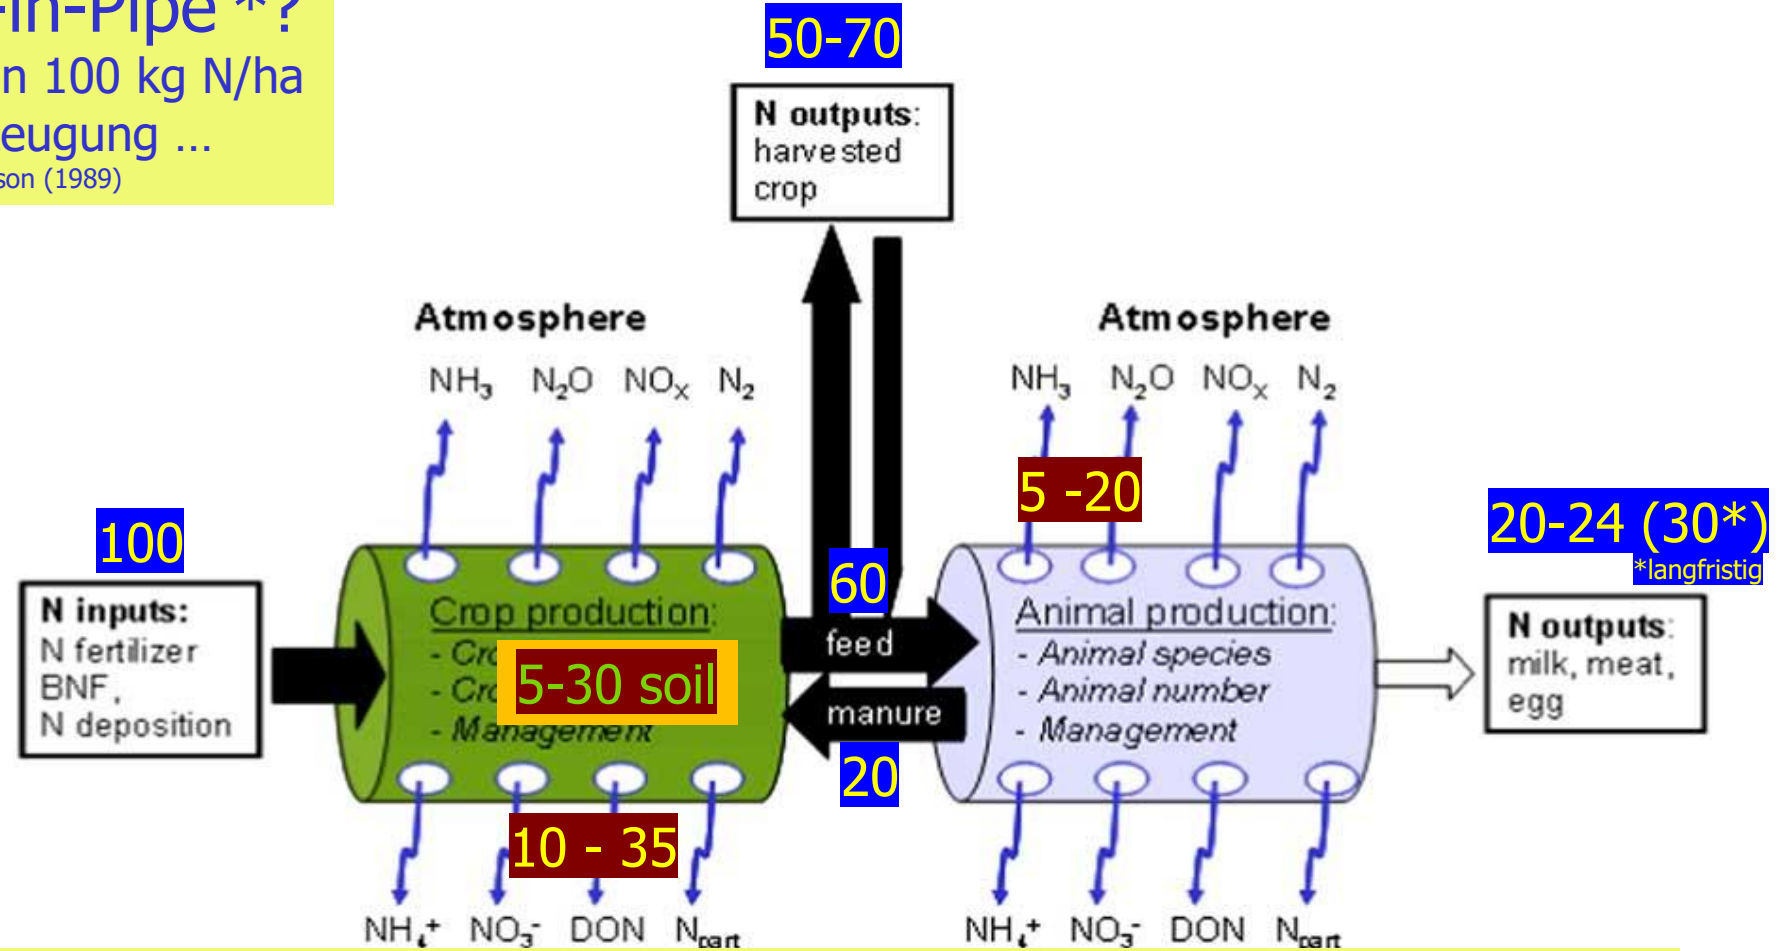 -in-Pipe *?
n 100 kg N/ha
eugung ...
son (1989)
50-70
N outputs:
harvested
crop
Atmosphere
NH₃ N₂O NOₓ N₂
Atmosphere
NH₃ N₂O NOₓ N₂
5 -20
100
20-24 (30*)
*langfristig
N inputs:
N fertilizer
BNF,
N deposition
Crop production:
- Cro
- Cro
- Management
5-30 soil
60
feed
manure
20
Animal production:
- Animal species
- Animal number
- Management
N outputs:
milk, meat,
egg
10 - 35
NH₄⁺ NO₃⁻ DON Npart
NH₄⁺ NO₃⁻ DON Npart